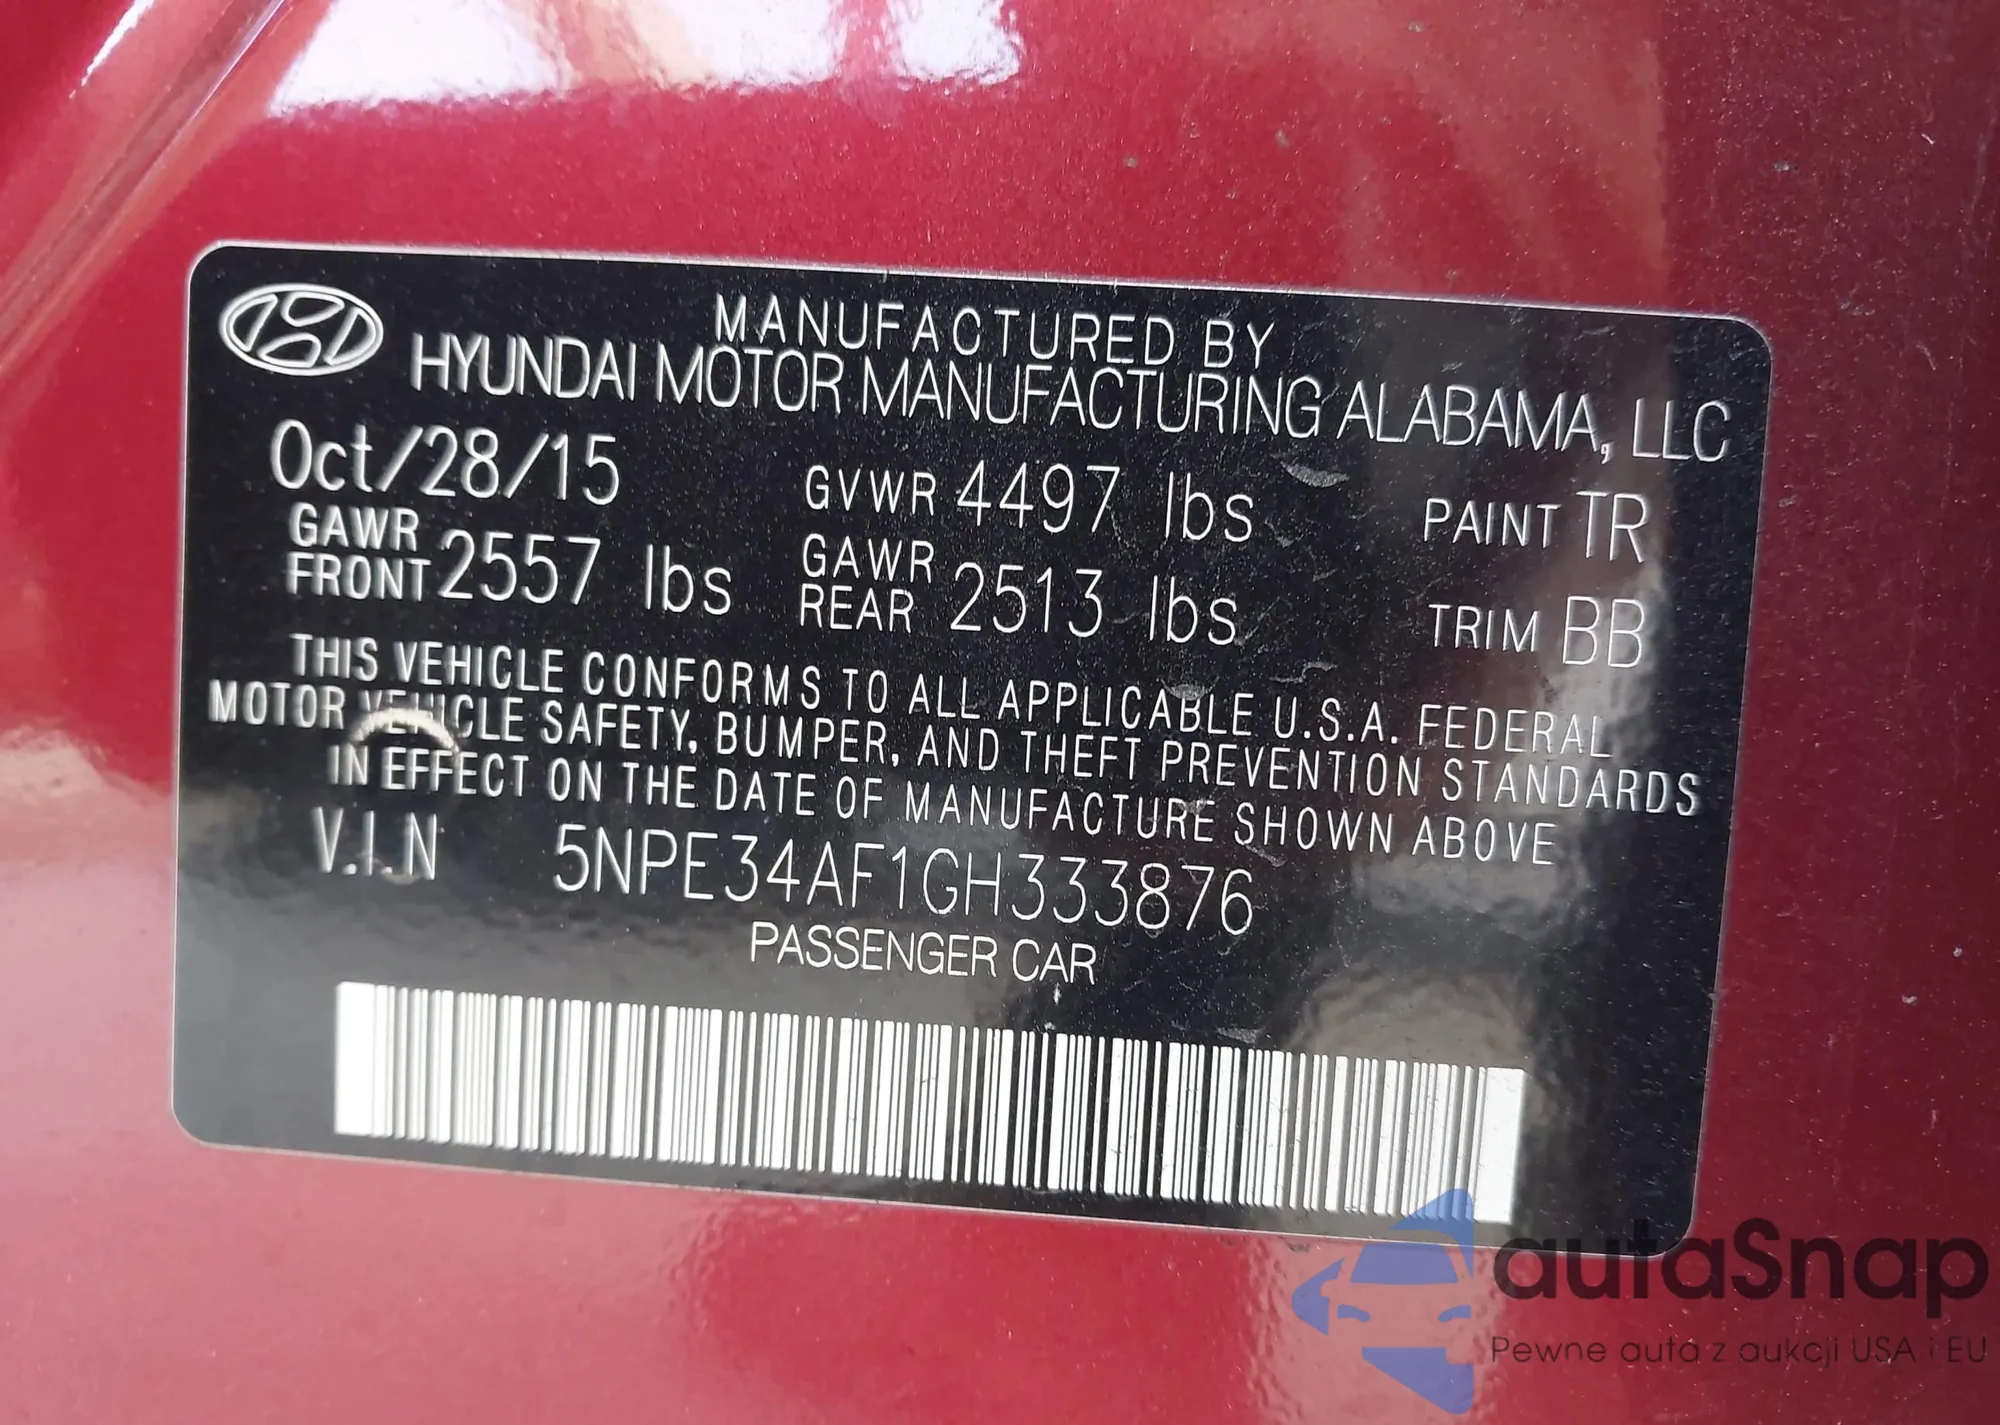 MANUFACTURED BY
HYUNDAI MOTOR MANUFACTURING ALABAMA, LLC
Oct/28/15 GVWR 4497 lbs PAINT TR
GAWR FRONT 2557 lbs GAWR REAR 2513 lbs TRIM BB
THIS VEHICLE CONFORMS TO ALL APPLICABLE U.S.A. FEDERAL
MOTOR VEHICLE SAFETY, BUMPER, AND THEFT PREVENTION STANDARDS
IN EFFECT ON THE DATE OF MANUFACTURE SHOWN ABOVE
V.I.N 5NPE34AF1GH333876
PASSENGER CAR
autaSnap
Pewne auta z aukcji USA i EU